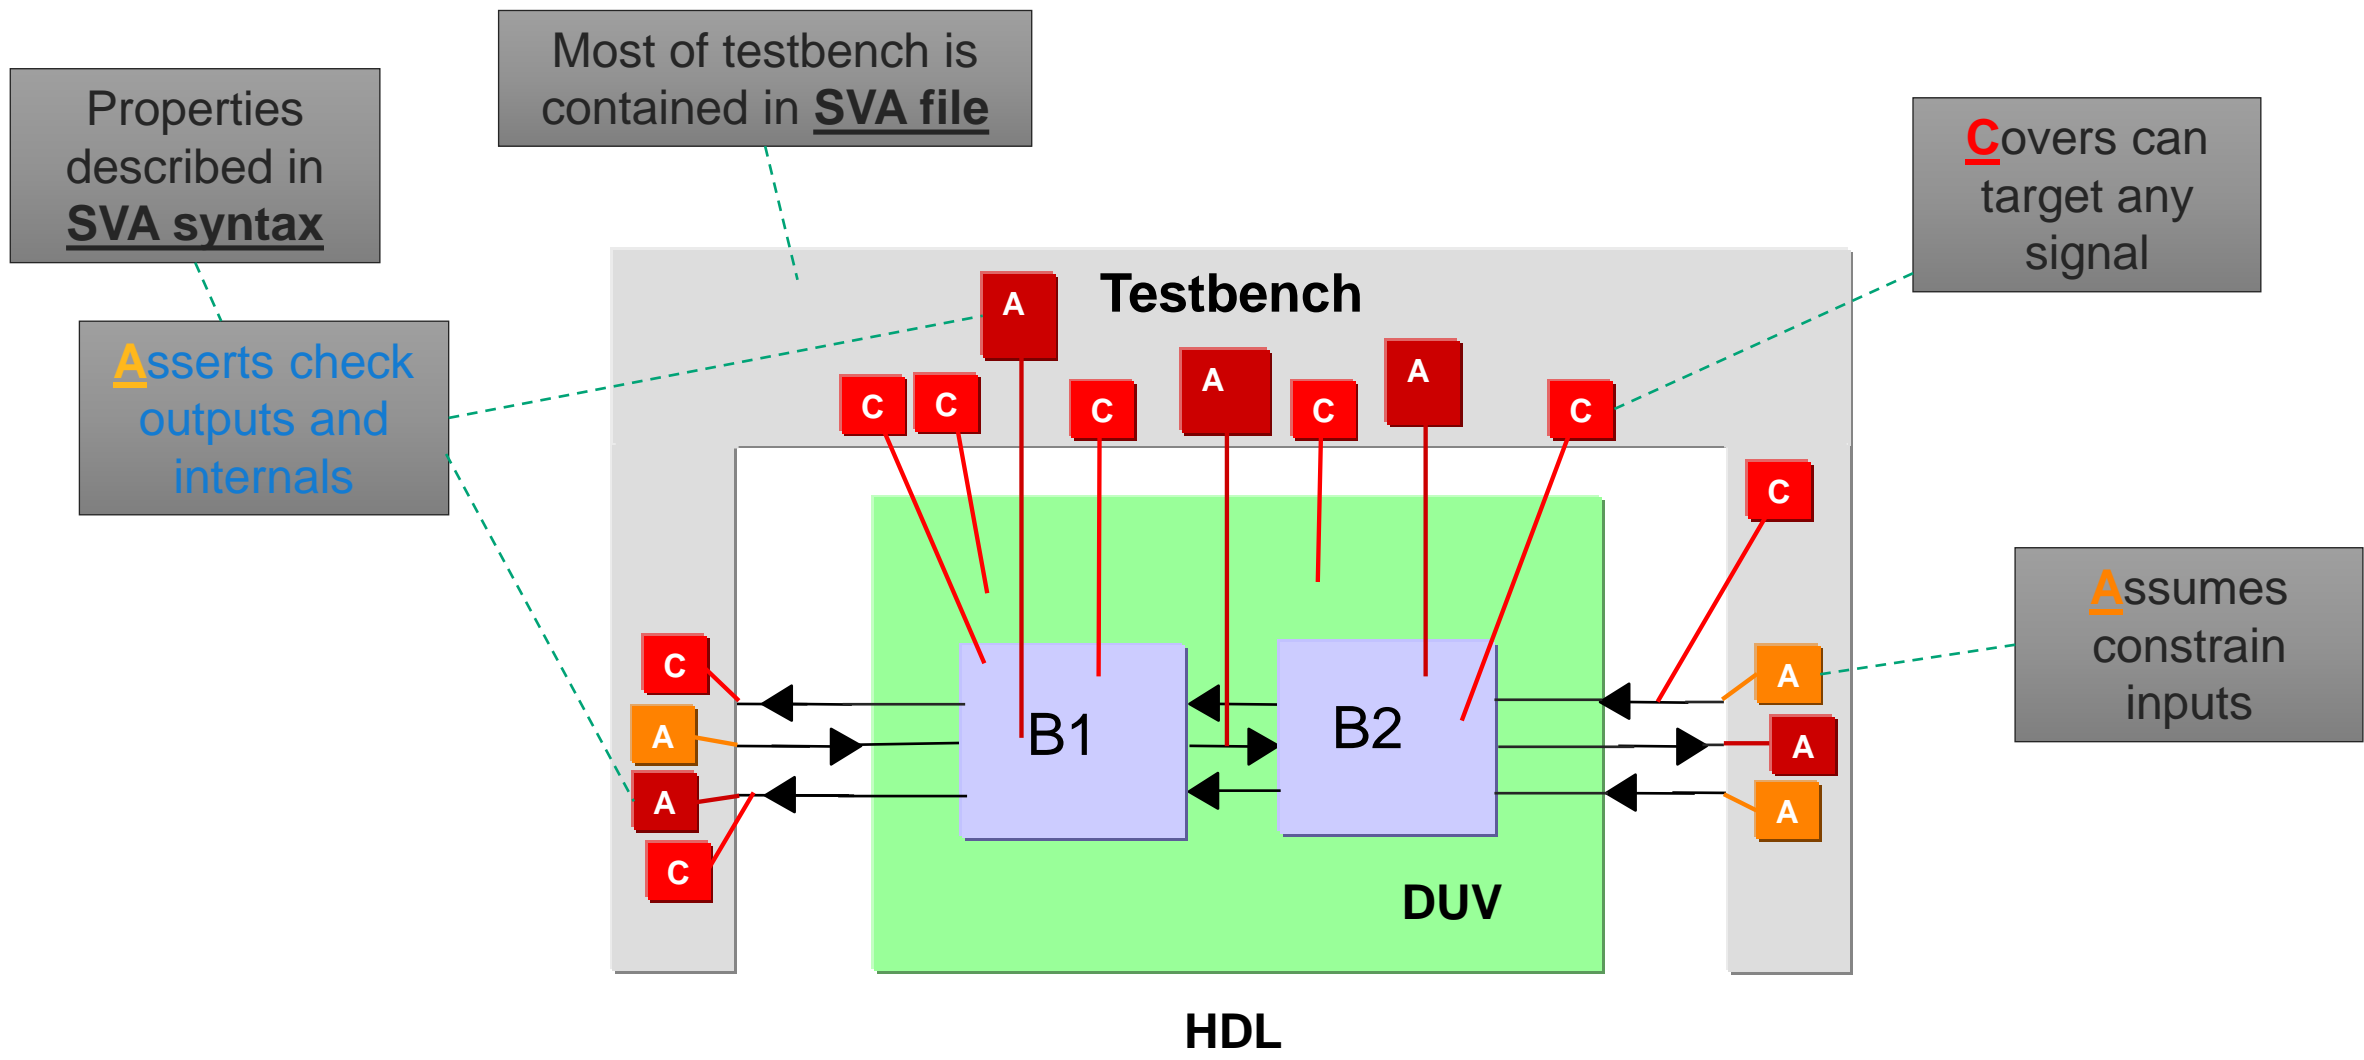 Most of testbench is
contained in SVA file
Properties
described in
SVA syntax
Covers can
target any
signal
Testbench
A
Asserts check
outputs and
internals
A
A
C
C
C
C
C
C
Assumes
constrain
inputs
C
A
A
B1
B2
A
A
A
C
DUV
HDL